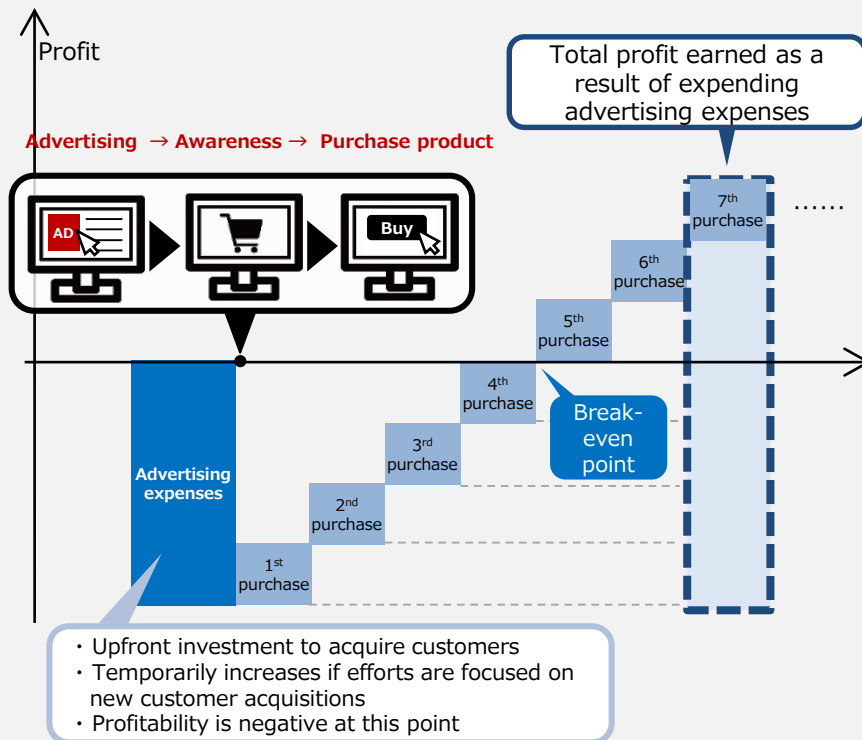 Profit
Total profit earned as a
result of expending
advertising expenses
Advertising → Awareness → Purchase product
AD
Buy
7th
purchase
……
6th
purchase
5th
purchase
4th
purchase
Break-
even
point
3rd
purchase
Advertising
expenses
2nd
purchase
1st
purchase
・Upfront investment to acquire customers
・Temporarily increases if efforts are focused on
new customer acquisitions
・Profitability is negative at this point